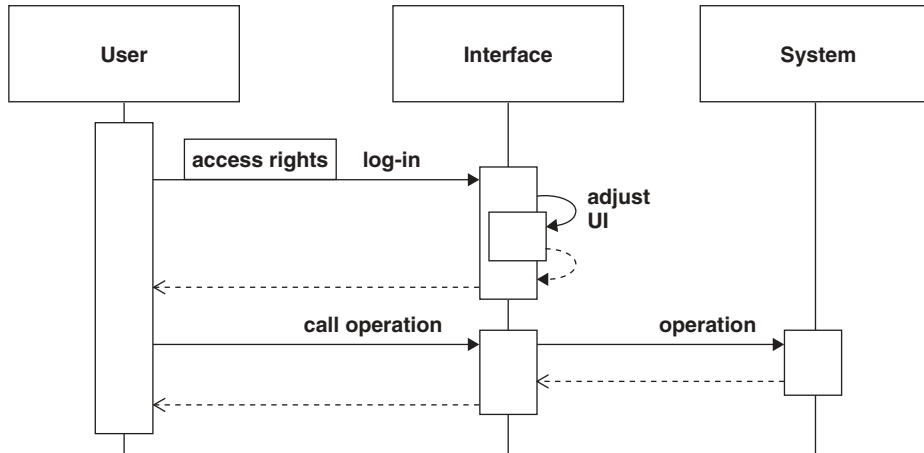 User
Interface
System
access rights
log-in
adjust
UI
call operation
operation